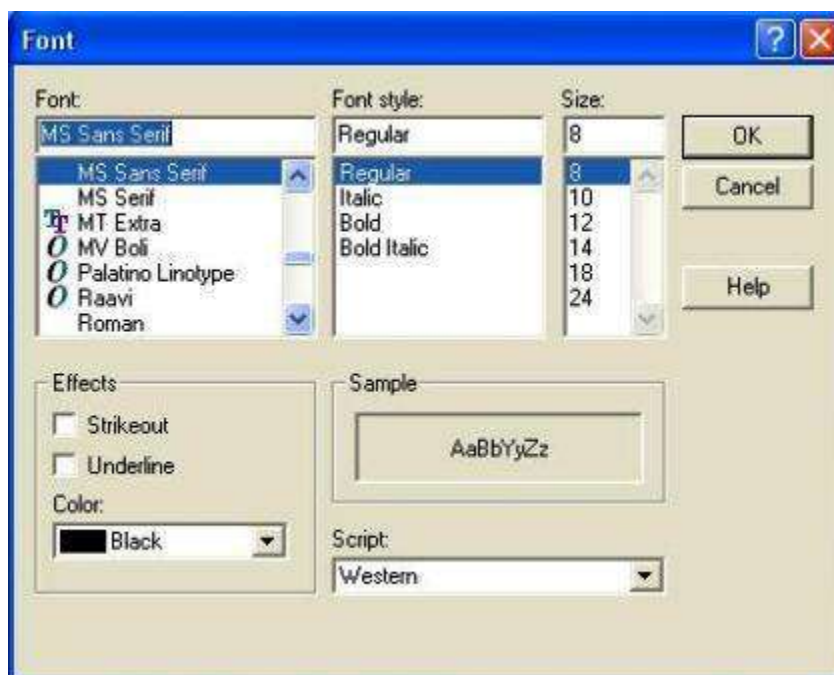 Font
Font:
MS Sans Serif
MS Sans Serif
MS Serif
MT Extra
MV Boli
Palatino Linotype
Raavi
Roman
Font style:
Regular
Regular
Italic
Bold
Bold Italic
Size:
8
8
10
12
14
18
24
OK
Cancel
Help
Effects
Strikeout
Underline
Color:
Black
Sample
AaBbYyZz
Script:
Western